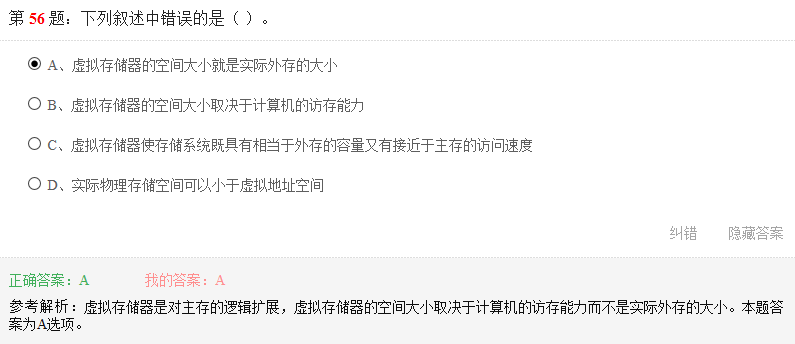 第 56 题：下列叙述中错误的是（ ）。
A、虚拟存储器的空间大小就是实际外存的大小
B、虚拟存储器的空间大小取决于计算机的访存能力
C、虚拟存储器使存储系统既具有相当于外存的容量又有接近于主存的访问速度
D、实际物理存储空间可以小于虚拟地址空间
纠错 隐藏答案
正确答案：A 我的答案：A
参考解析：虚拟存储器是对主存的逻辑扩展，虚拟存储器的空间大小取决于计算机的访存能力而不是实际外存的大小。本题答
案为A选项。